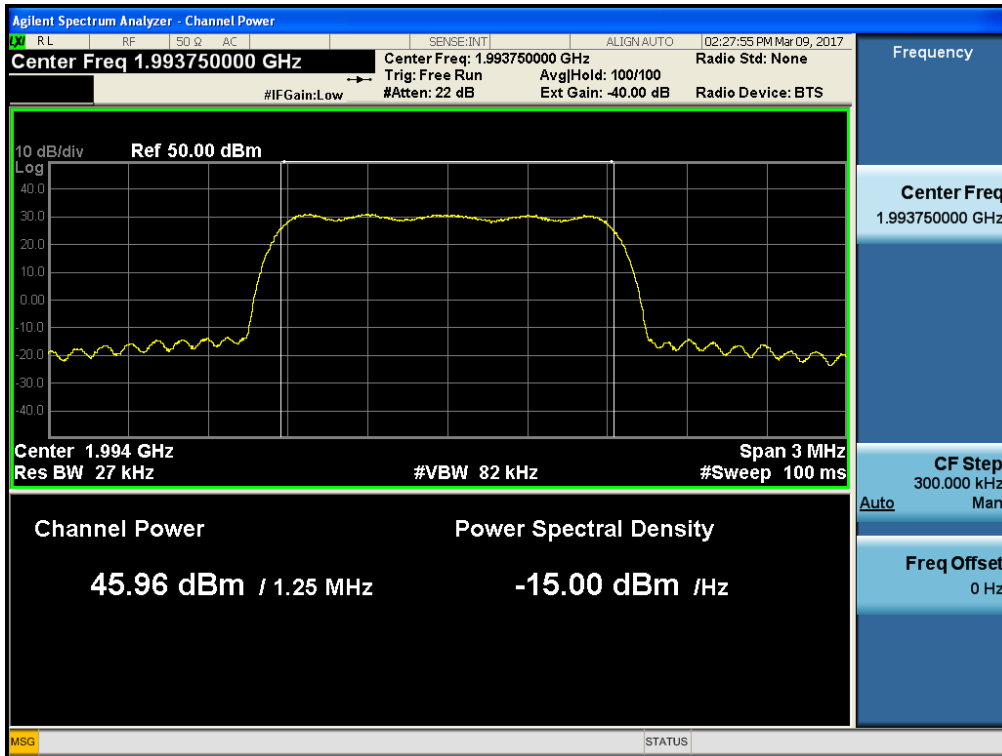 Agilent Spectrum Analyzer - Channel Power
LXI RL RF 50 Ω AC SENSE:INT ALIGN AUTO 02:27:55 PM Mar 09, 2017
Center Freq 1.993750000 GHz
Center Freq: 1.993750000 GHz Radio Std: None
Trig: Free Run Avg|Hold: 100/100
#IFGain:Low #Atten: 22 dB Ext Gain: -40.00 dB Radio Device: BTS
10 dB/div Ref 50.00 dBm
Log
40.0
30.0
20.0
10.0
0.00
-10.0
-20.0
-30.0
-40.0
Center 1.994 GHz Span 3 MHz
Res BW 27 kHz #VBW 82 kHz #Sweep 100 ms
Channel Power Power Spectral Density
45.96 dBm / 1.25 MHz -15.00 dBm /Hz
Frequency
Center Freq
1.993750000 GHz
CF Step
300.000 kHz
Auto Man
Freq Offset
0 Hz
MSG STATUS